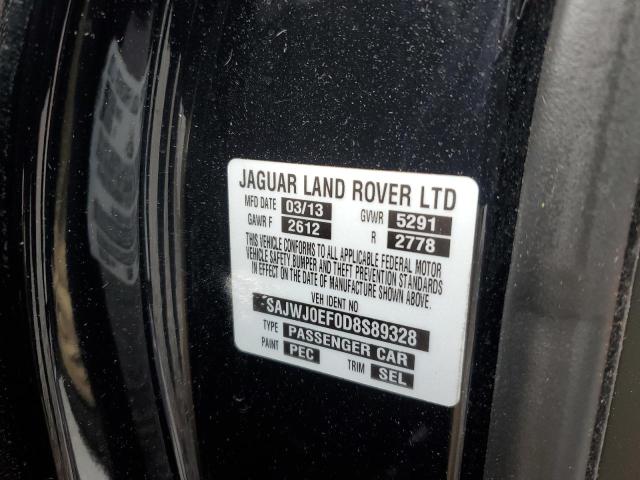 JAGUAR LAND ROVER LTD
MFD DATE 03/13 GVWR 5291
GAWR F 2612 R 2778
THIS VEHICLE CONFORMS TO ALL APPLICABLE FEDERAL MOTOR
VEHICLE SAFETY BUMPER AND THEFT PREVENTION STANDARDS
IN EFFECT ON THE DATE OF MANUFACTURE SHOWN ABOVE.
VEH IDENT NO
SAJWJ0EF0D8S89328
TYPE PASSENGER CAR
PAINT PEC TRIM SEL